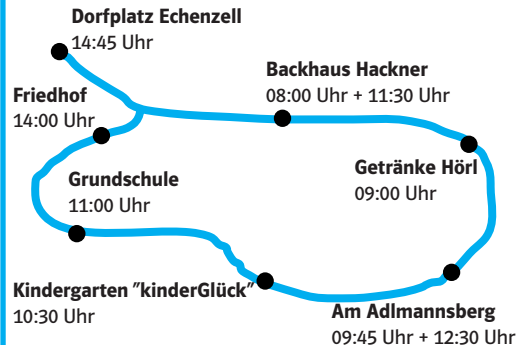 Dorfplatz Echenzell
14:45 Uhr
Backhaus Hackner
08:00 Uhr + 11:30 Uhr
Friedhof
14:00 Uhr
Getränke Hörl
09:00 Uhr
Grundschule
11:00 Uhr
Kindergarten "kinderGlück"
10:30 Uhr
Am Adlmannsberg
09:45 Uhr + 12:30 Uhr